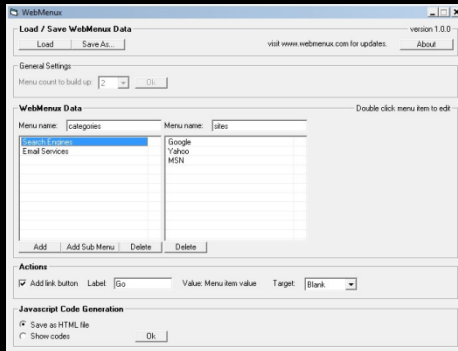 WebMenux
Load / Save WebMenux Data
version 1.0.0
Load
Save As...
visit www.webmenux.com for updates.
About
General Settings
Menu count to build up:
2
Ok
WebMenux Data
Double click menu item to edit
Menu name:
categories
Menu name:
sites
Search Engines
Email Services
Google
Yahoo
MSN
Add
Add Sub Menu
Delete
Delete
Actions
Add link button
Label:
Go
Value: Menu item value
Target:
Blank
Javascript Code Generation
Save as HTML file
Show codes
Ok